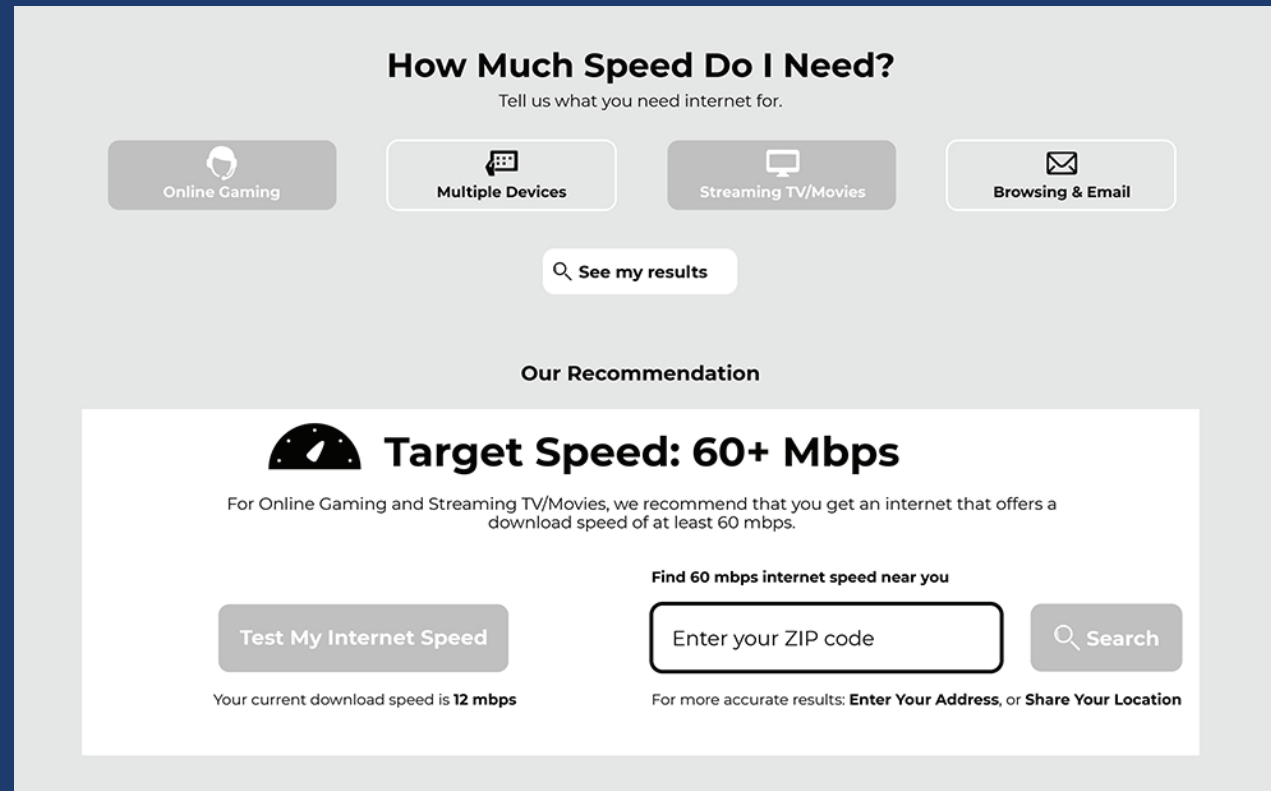 How Much Speed Do I Need?
Tell us what you need internet for.
Online Gaming
Multiple Devices
Streaming TV/Movies
Browsing & Email
See my results
Our Recommendation
Target Speed: 60+ Mbps
For Online Gaming and Streaming TV/Movies, we recommend that you get an internet that offers a
download speed of at least 60 mbps.
Find 60 mbps internet speed near you
Test My Internet Speed
Enter your ZIP code
Search
Your current download speed is 12 mbps
For more accurate results: Enter Your Address, or Share Your Location